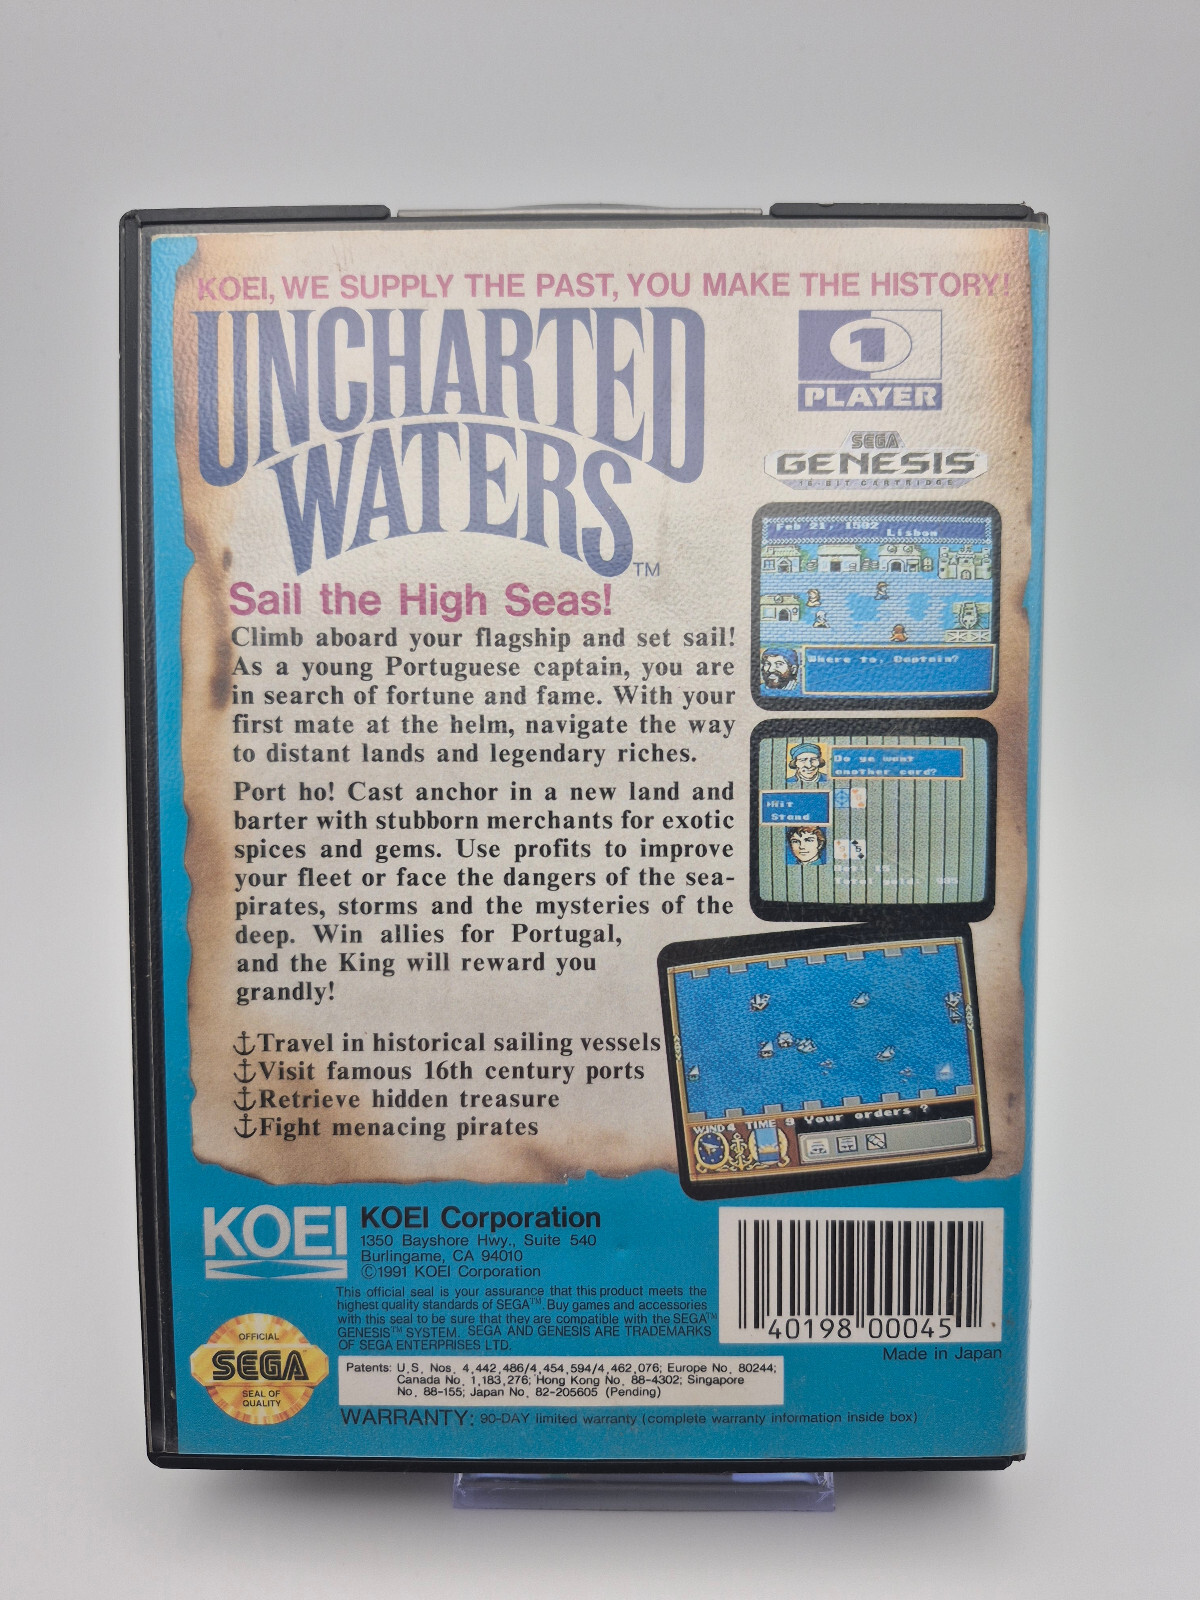 KOEI, WE SUPPLY THE PAST, YOU MAKE THE HISTORY!
UNCHARTED
WATERS
TM
1
PLAYER
SEGA
GENESIS
16-BIT CARTRIDGE
Sail the High Seas!
Climb aboard your flagship and set sail!
As a young Portuguese captain, you are
in search of fortune and fame. With your
first mate at the helm, navigate the way
to distant lands and legendary riches.
Port ho! Cast anchor in a new land and
barter with stubborn merchants for exotic
spices and gems. Use profits to improve
your fleet or face the dangers of the sea-
pirates, storms and the mysteries of the
deep. Win allies for Portugal,
and the King will reward you
grandly!
Travel in historical sailing vessels
Visit famous 16th century ports
Retrieve hidden treasure
Fight menacing pirates
Feb 21, 1502
Lisbon
Where to, Captain?
Do ye want
another card?
Hit
Stand
Total gold:
WIND 4 TIME 9 Your orders ?
KOEI
KOEI Corporation
1350 Bayshore Hwy., Suite 540
Burlingame, CA 94010
©1991 KOEI Corporation
This official seal is your assurance that this product meets the
highest quality standards of SEGA™. Buy games and accessories
with this seal to be sure that they are compatible with the SEGA™
GENESIS™ SYSTEM. SEGA AND GENESIS ARE TRADEMARKS
OF SEGA ENTERPRISES LTD.
OFFICIAL
SEGA
SEAL OF
QUALITY
Patents: U.S. Nos. 4,442,486/4,454,594/4,462,076; Europe No. 80244;
Canada No. 1,183,276; Hong Kong No. 88-4302; Singapore
No. 88-155; Japan No. 82-205605 (Pending)
WARRANTY: 90-DAY limited warranty (complete warranty information inside box)
40198 00045
Made in Japan